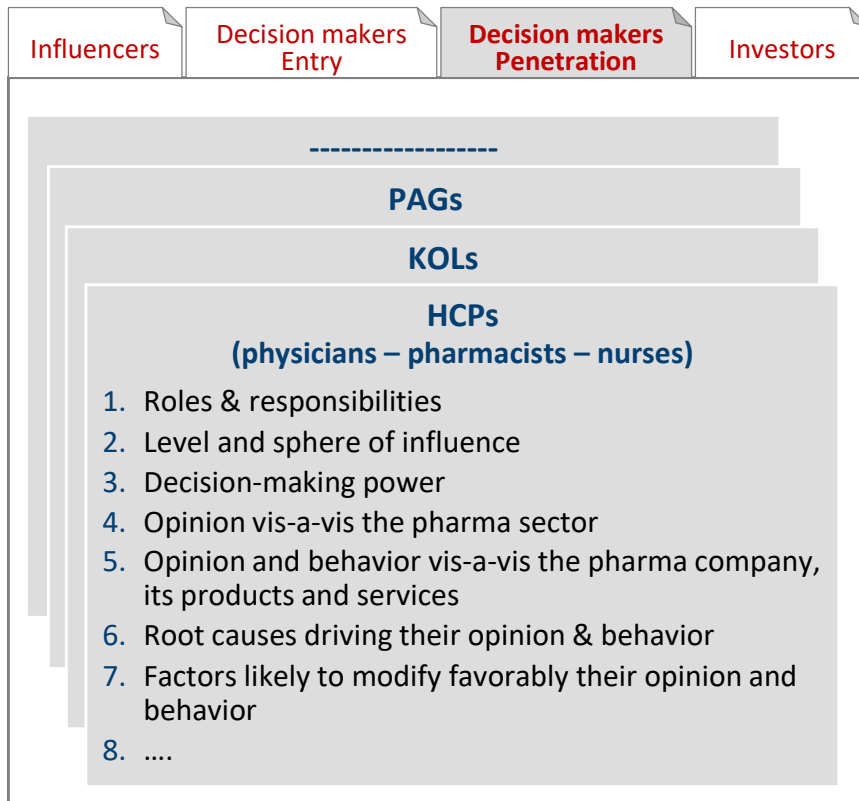 Influencers
Decision makers
Entry
Decision makers
Penetration
Investors
------------------
PAGs
KOLs
HCPs
(physicians – pharmacists – nurses)
1. Roles & responsibilities
2. Level and sphere of influence
3. Decision-making power
4. Opinion vis-a-vis the pharma sector
5. Opinion and behavior vis-a-vis the pharma company,
its products and services
6. Root causes driving their opinion & behavior
7. Factors likely to modify favorably their opinion and
behavior
8. ….